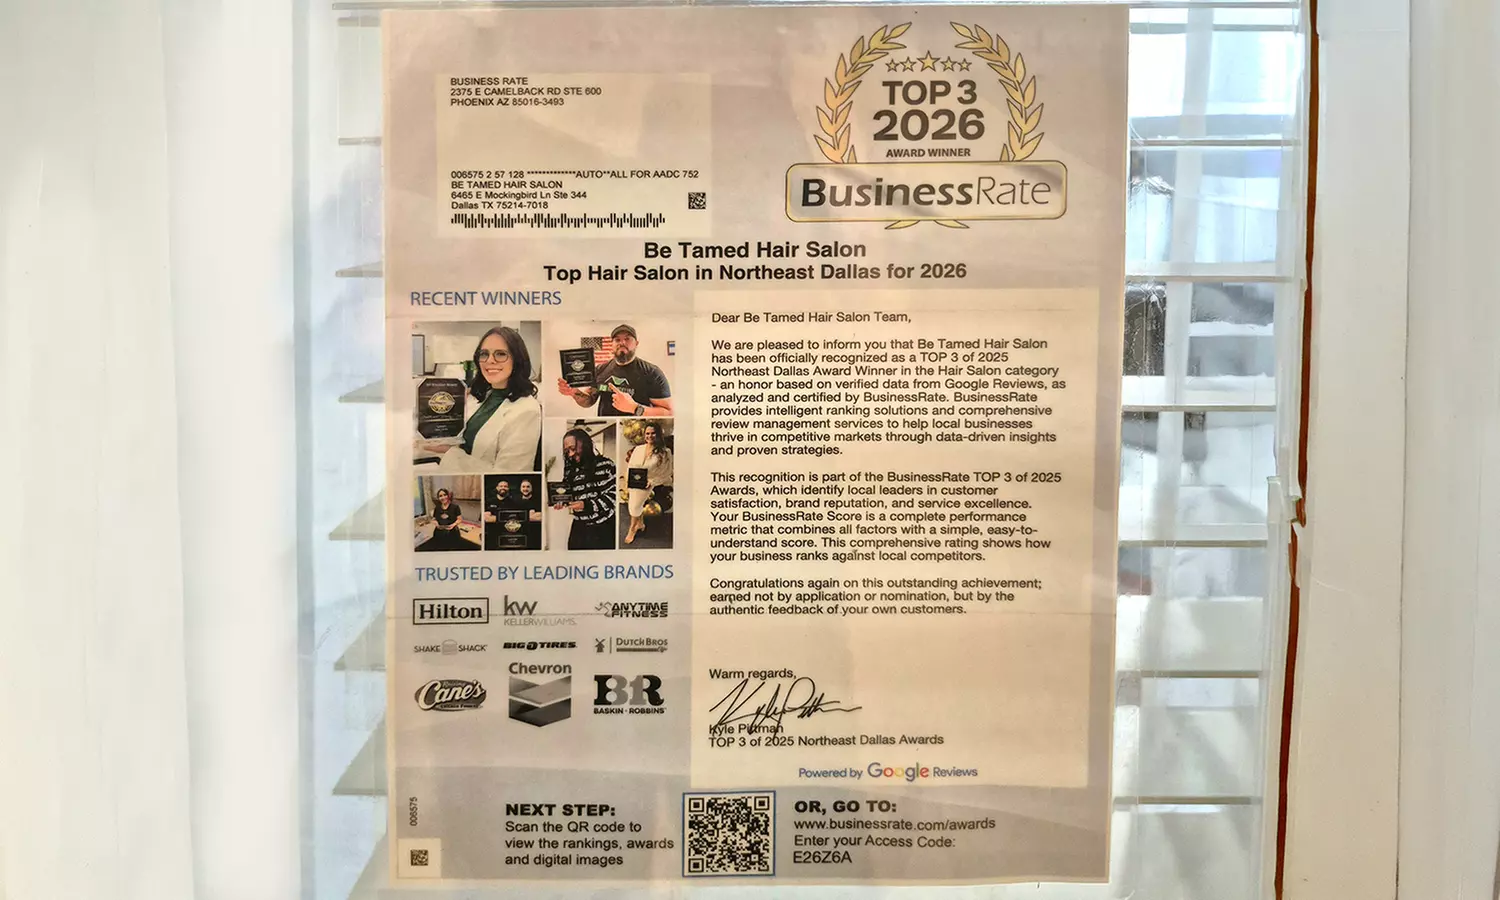 BUSINESS RATE
2375 E CAMELBACK RD STE 600
PHOENIX AZ 85016-3493
TOP 3
2026
AWARD WINNER
BusinessRate
006575 2 57 128 *************AUTO**ALL FOR AADC 752
BE TAMED HAIR SALON
6465 E Mockingbird Ln Ste 344
Dallas TX 75214-7018
Be Tamed Hair Salon
Top Hair Salon in Northeast Dallas for 2026
RECENT WINNERS
TRUSTED BY LEADING BRANDS
Hilton
kw
KELLERWILLIAMS.
ANYTIME
FITNESS
SHAKE SHACK
BIG O TIRES
DUTCH BROS
Raising
Cane's
CHICKEN FINGERS
Chevron
BR
BASKIN-ROBBINS
Dear Be Tamed Hair Salon Team,
We are pleased to inform you that Be Tamed Hair Salon
has been officially recognized as a TOP 3 of 2025
Northeast Dallas Award Winner in the Hair Salon category
- an honor based on verified data from Google Reviews, as
analyzed and certified by BusinessRate. BusinessRate
provides intelligent ranking solutions and comprehensive
review management services to help local businesses
thrive in competitive markets through data-driven insights
and proven strategies.
This recognition is part of the BusinessRate TOP 3 of 2025
Awards, which identify local leaders in customer
satisfaction, brand reputation, and service excellence.
Your BusinessRate Score is a complete performance
metric that combines all factors with a simple, easy-to-
understand score. This comprehensive rating shows how
your business ranks against local competitors.
Congratulations again on this outstanding achievement;
earned not by application or nomination, but by the
authentic feedback of your own customers.
Warm regards,
Kyle Pittman
Kyle Pittman
TOP 3 of 2025 Northeast Dallas Awards
Powered by Google Reviews
006575
NEXT STEP:
Scan the QR code to
view the rankings, awards
and digital images
OR, GO TO:
www.businessrate.com/awards
Enter your Access Code:
E26Z6A